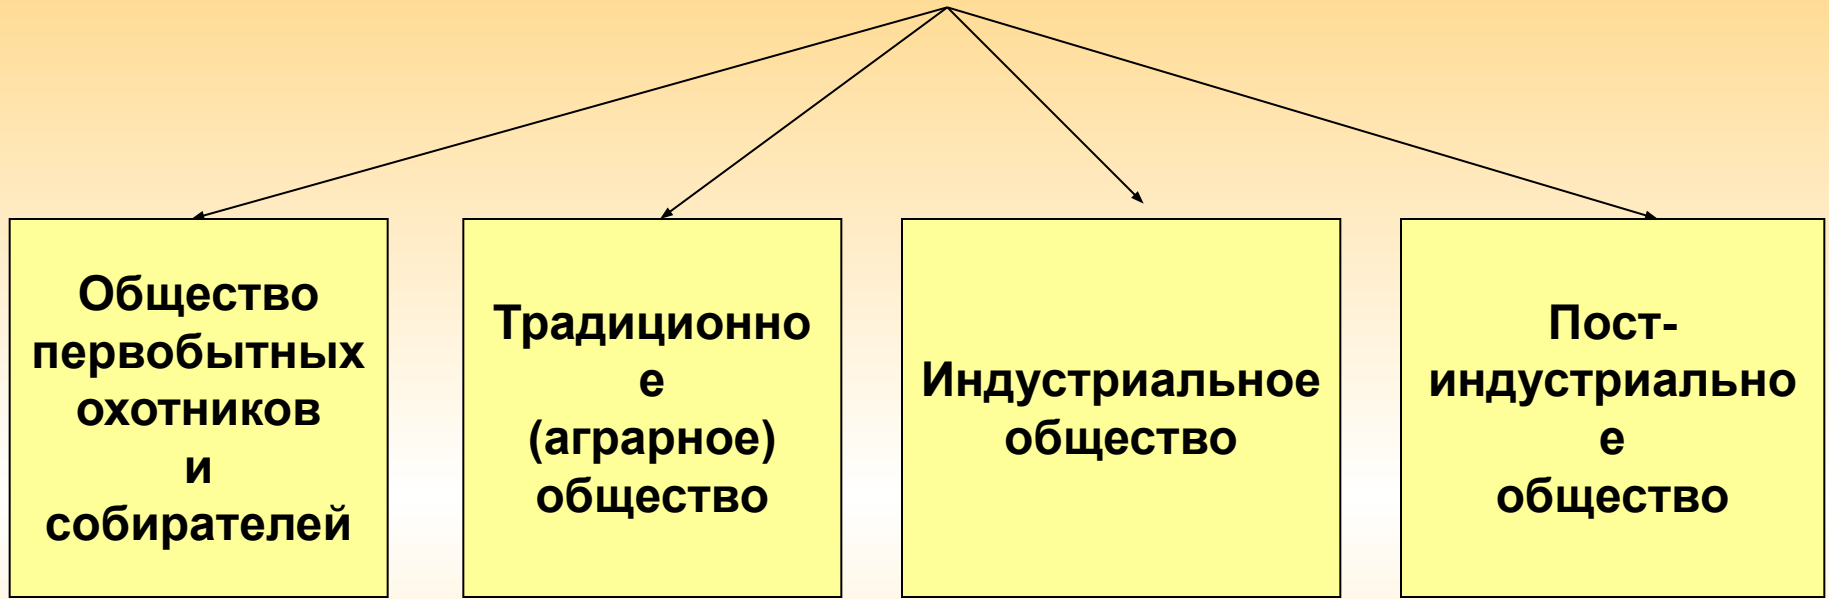 Общество
первобытных
охотников
и
собирателей
Традиционно
е
(аграрное)
общество
Индустриальное
общество
Пост-
индустриально
е
общество